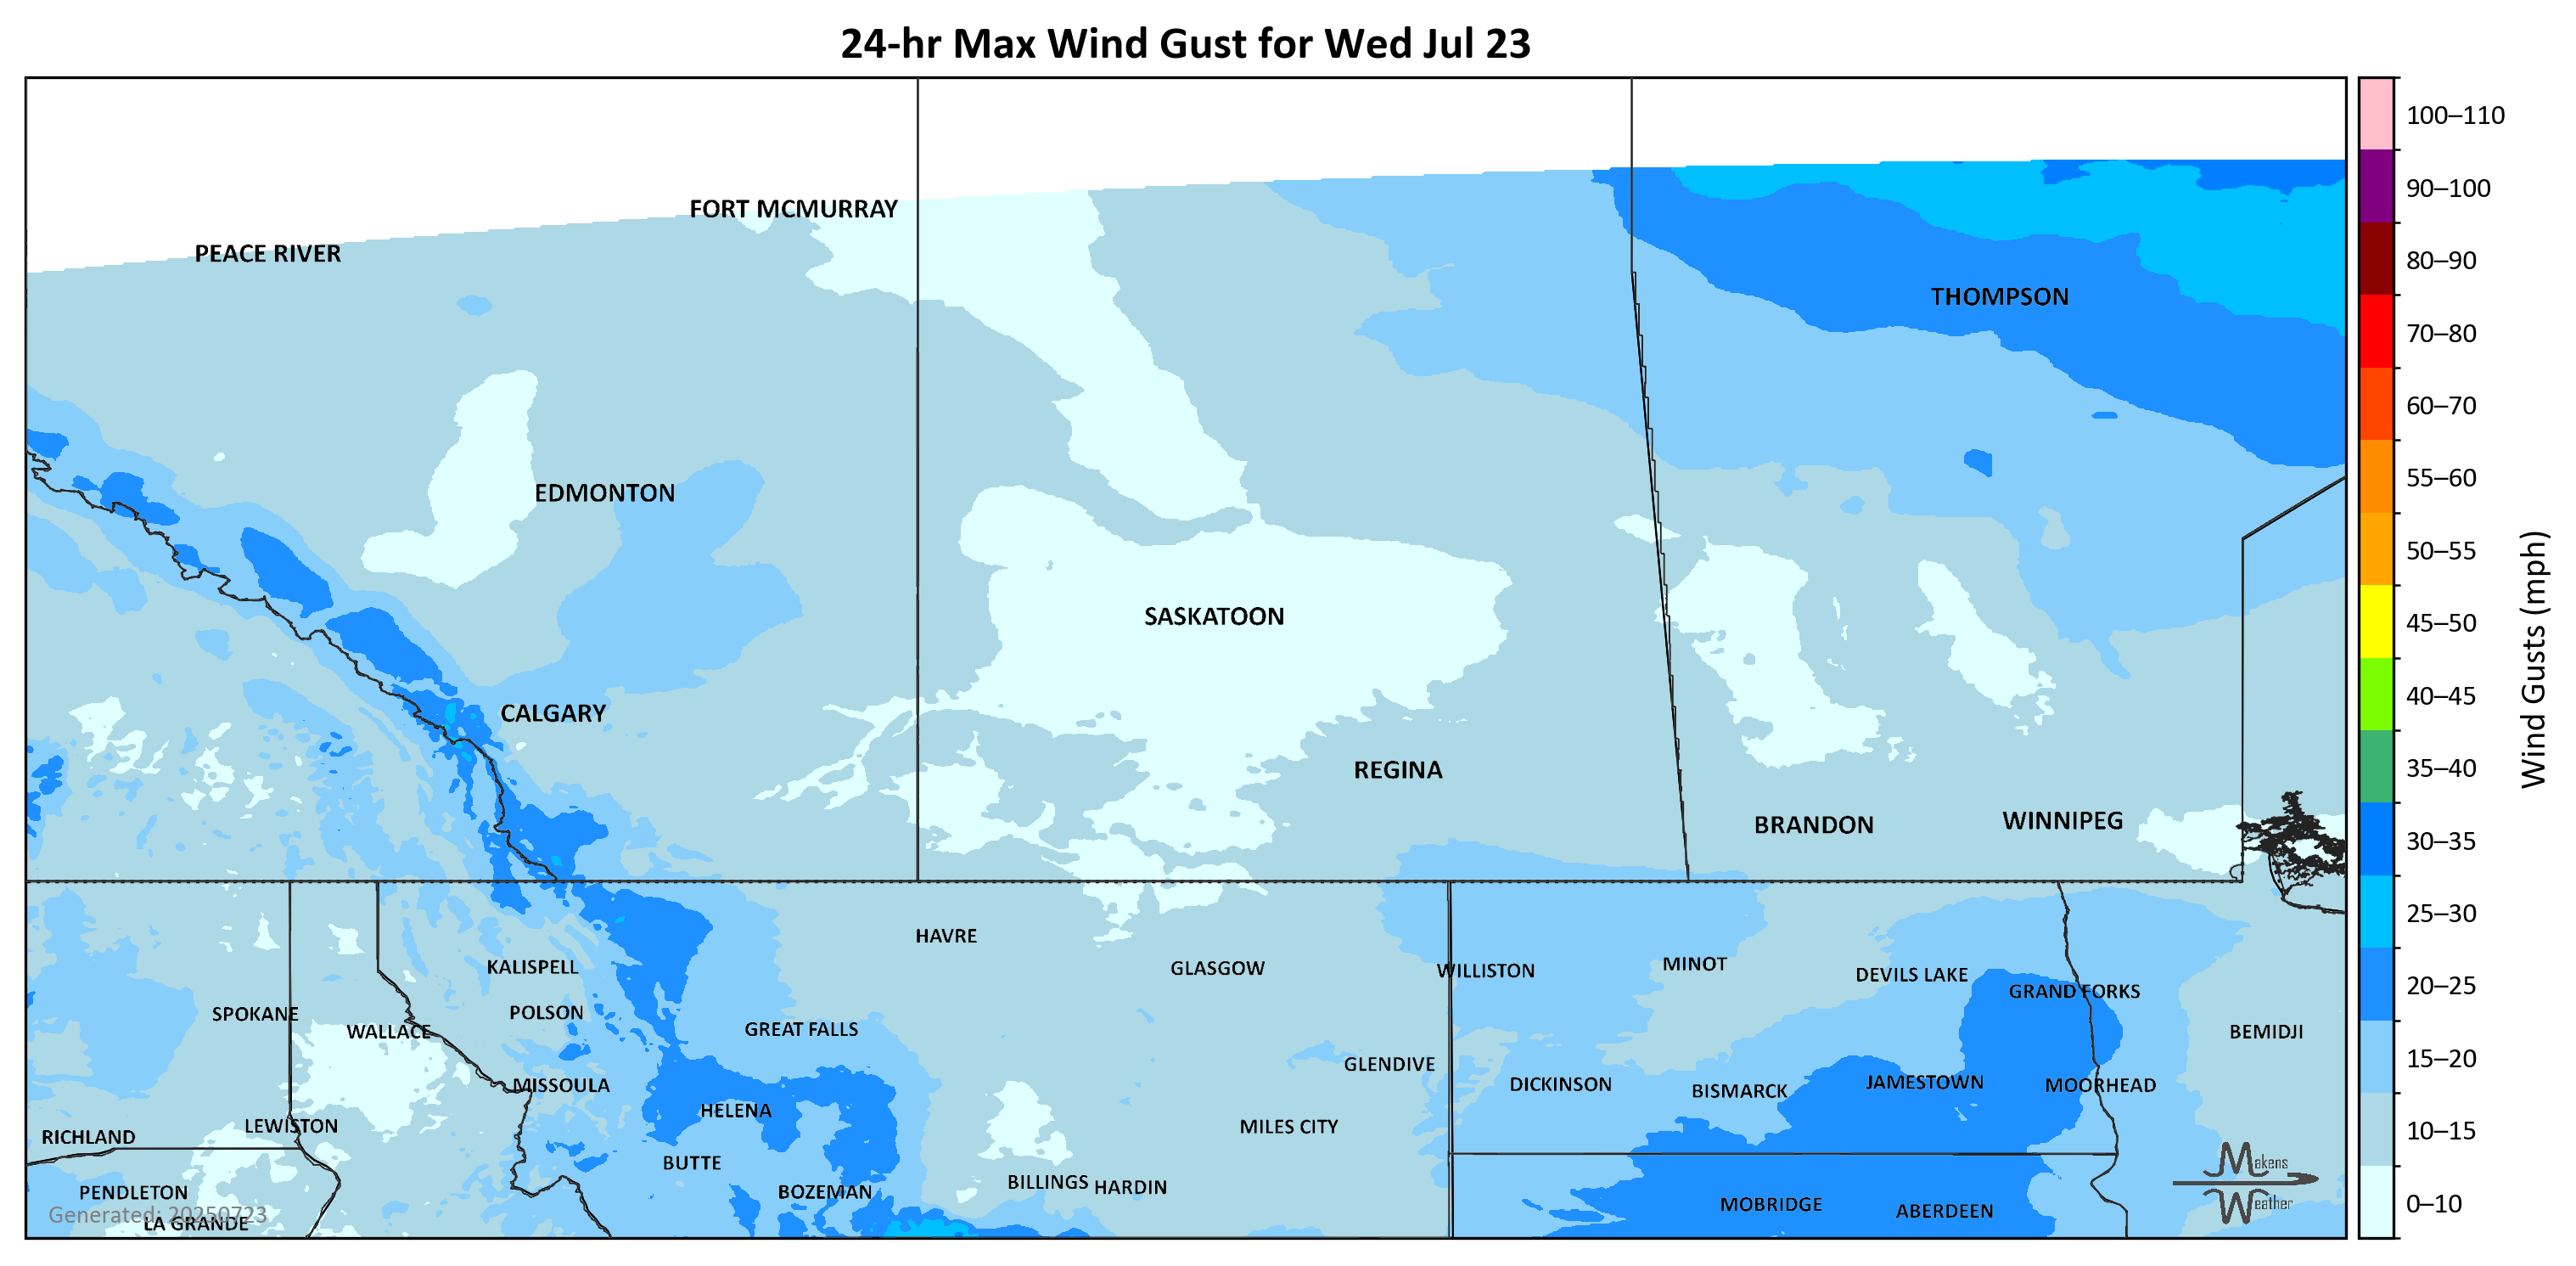 24-hr Max Wind Gust for Wed Jul 23
FORT MCMURRAY
PEACE RIVER
THOMPSON
EDMONTON
SASKATOON
CALGARY
REGINA
BRANDON
WINNIPEG
HAVRE
KALISPELL
GLASGOW
WILLISTON
MINOT
DEVILS LAKE
GRAND FORKS
SPOKANE
POLSON
WALLACE
GREAT FALLS
BEMIDJI
GLENDIVE
MISSOULA
DICKINSON
BISMARCK
JAMESTOWN
MOORHEAD
HELENA
LEWISTON
MILES CITY
RICHLAND
BUTTE
PENDLETON
BOZEMAN
BILLINGS
HARDIN
MOBRIDGE
ABERDEEN
Generated: 20250723
LA GRANDE
Makens
Weather
100–110
90–100
80–90
70–80
60–70
55–60
50–55
45–50
40–45
35–40
30–35
25–30
20–25
15–20
10–15
0–10
Wind Gusts (mph)